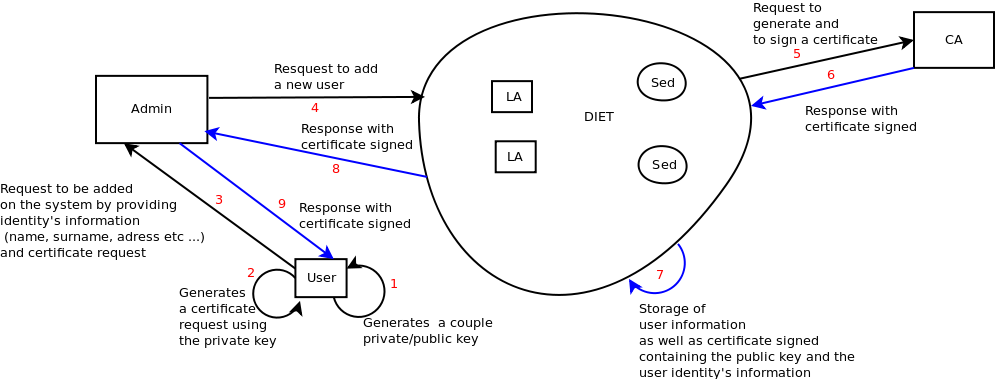 Request to
generate and
to sign a certificate
5
CA
6
Response with
certificate signed
Resquest to add
a new user
4
Admin
LA
Sed
DIET
LA
Sed
Response with
certificate signed
8
Request to be added
on the system by providing
identity's information
(name, surname, adress etc ...)
and certificate request
3
9
Response with
certificate signed
User
2
1
Generates
a certificate
request using
the private key
Generates a couple
private/public key
7
Storage of
user information
as well as certificate signed
containing the public key and the
user identity's information